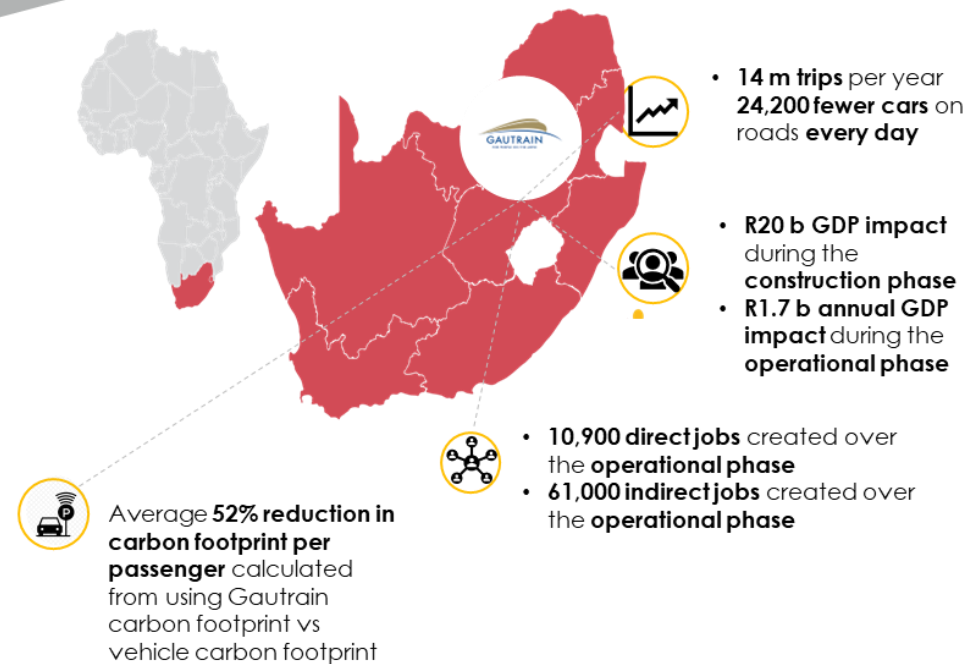 GAUTRAIN
• 14 m trips per year
24,200 fewer cars on
roads every day
• R20 b GDP impact
during the
construction phase
• R1.7 b annual GDP
impact during the
operational phase
• 10,900 direct jobs created over
the operational phase
• 61,000 indirect jobs created over
the operational phase
P
Average 52% reduction in
carbon footprint per
passenger calculated
from using Gautrain
carbon footprint vs
vehicle carbon footprint